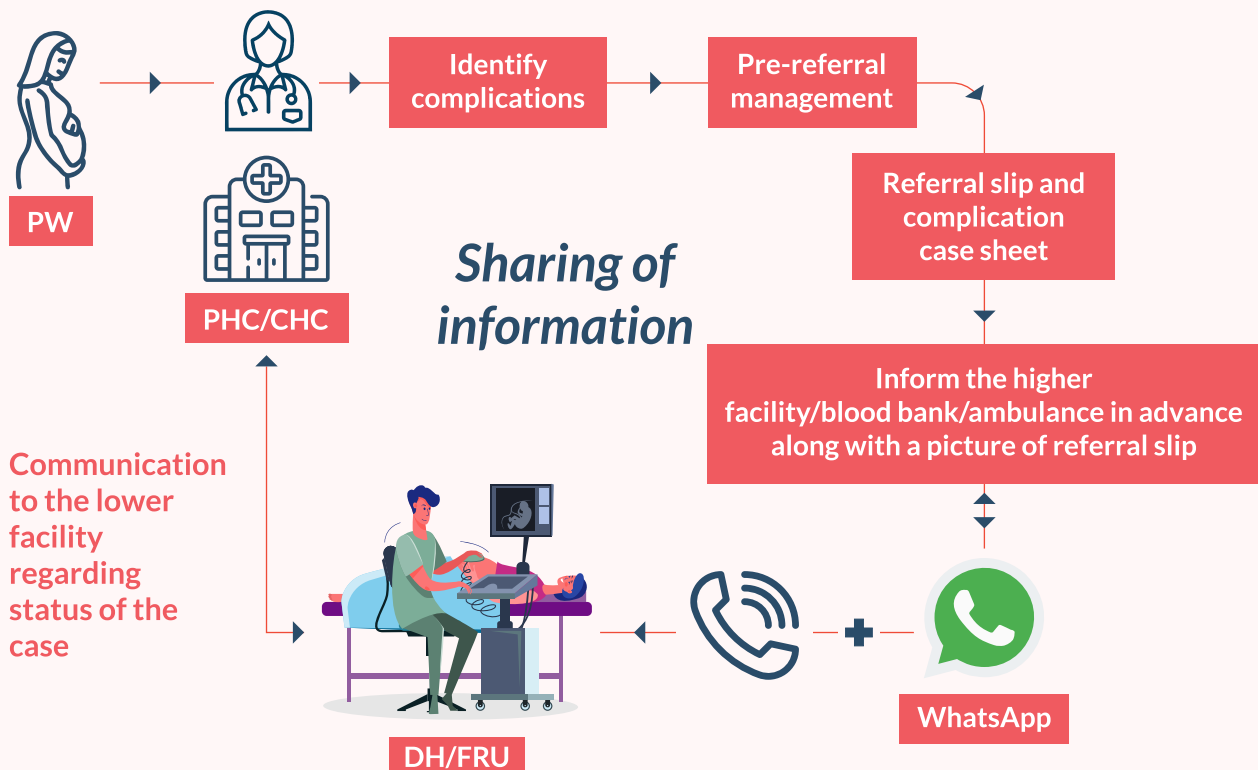 Identify
complications
Pre-referral
management
PW
Referral slip and
complication
case sheet
PHC/CHC
Sharing of
information
Inform the higher
facility/blood bank/ambulance in advance
along with a picture of referral slip
Communication
to the lower
facility
regarding
status of the
case
WhatsApp
DH/FRU